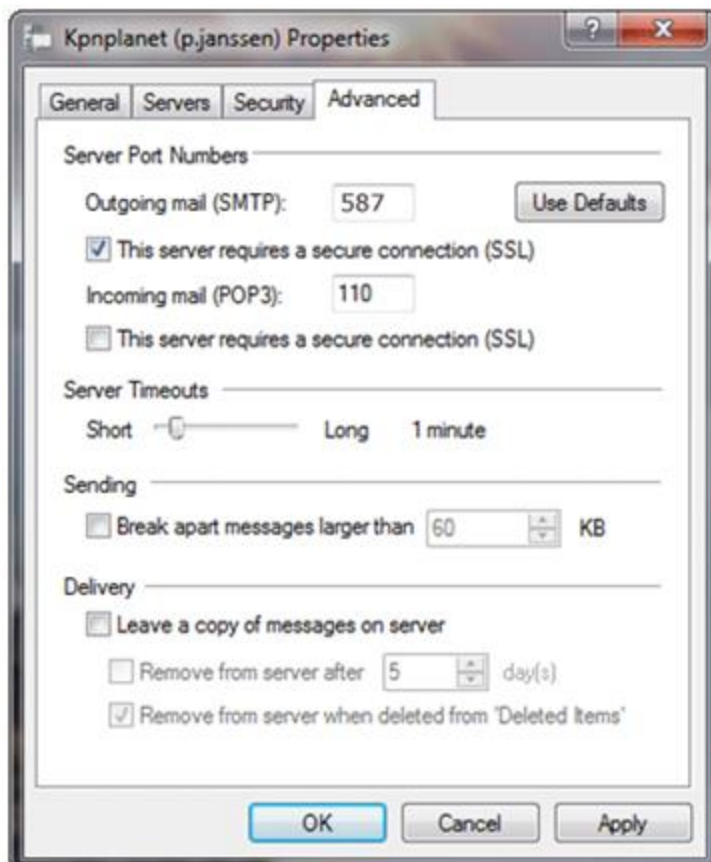 Kpnplanet (p.janssen) Properties
General Servers Security Advanced
Server Port Numbers
Outgoing mail (SMTP): 587 Use Defaults
This server requires a secure connection (SSL)
Incoming mail (POP3): 110
This server requires a secure connection (SSL)
Server Timeouts
Short Long 1 minute
Sending
Break apart messages larger than 60 KB
Delivery
Leave a copy of messages on server
Remove from server after 5 day(s)
Remove from server when deleted from 'Deleted Items'
OK Cancel Apply